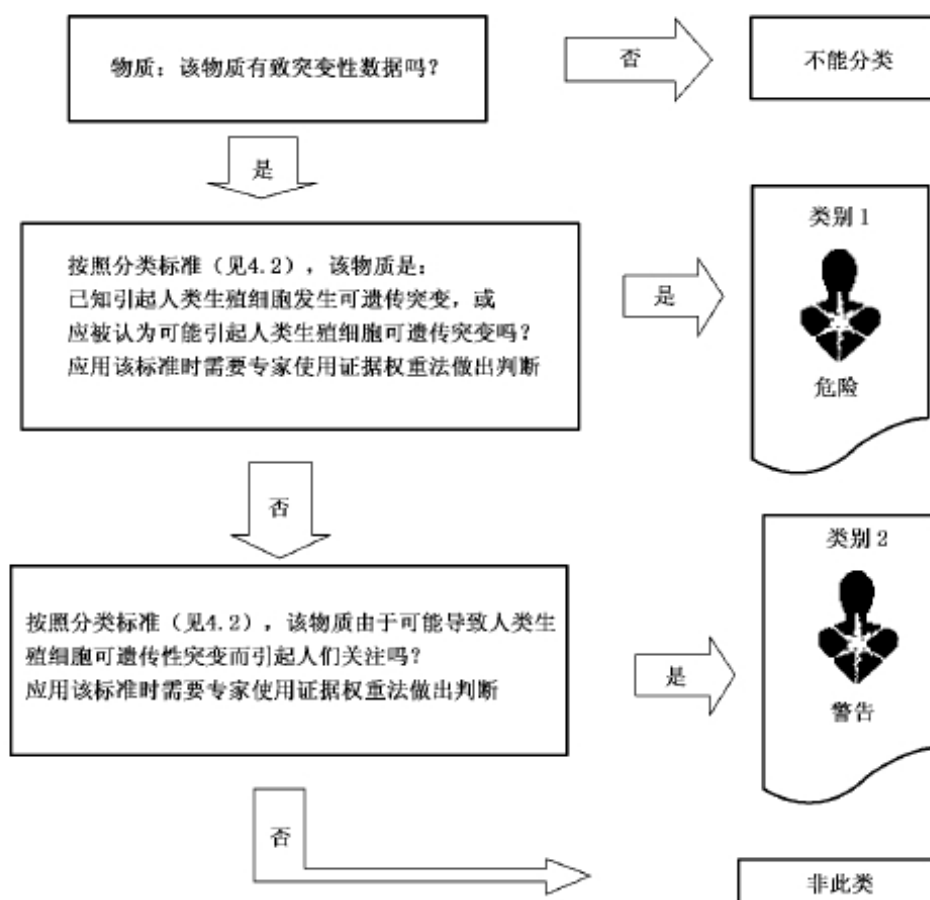 物质：该物质有致突变性数据吗？
否
不能分类
是
按照分类标准（见4.2），该物质是：
已知引起人类生殖细胞发生可遗传突变，或
应被认为可能引起人类生殖细胞可遗传突变吗？
应用该标准时需要专家使用证据权重法做出判断
是
类别1
危险
否
按照分类标准（见4.2），该物质由于可能导致人类生
殖细胞可遗传性突变而引起人们关注吗？
应用该标准时需要专家使用证据权重法做出判断
是
类别2
警告
否
非此类